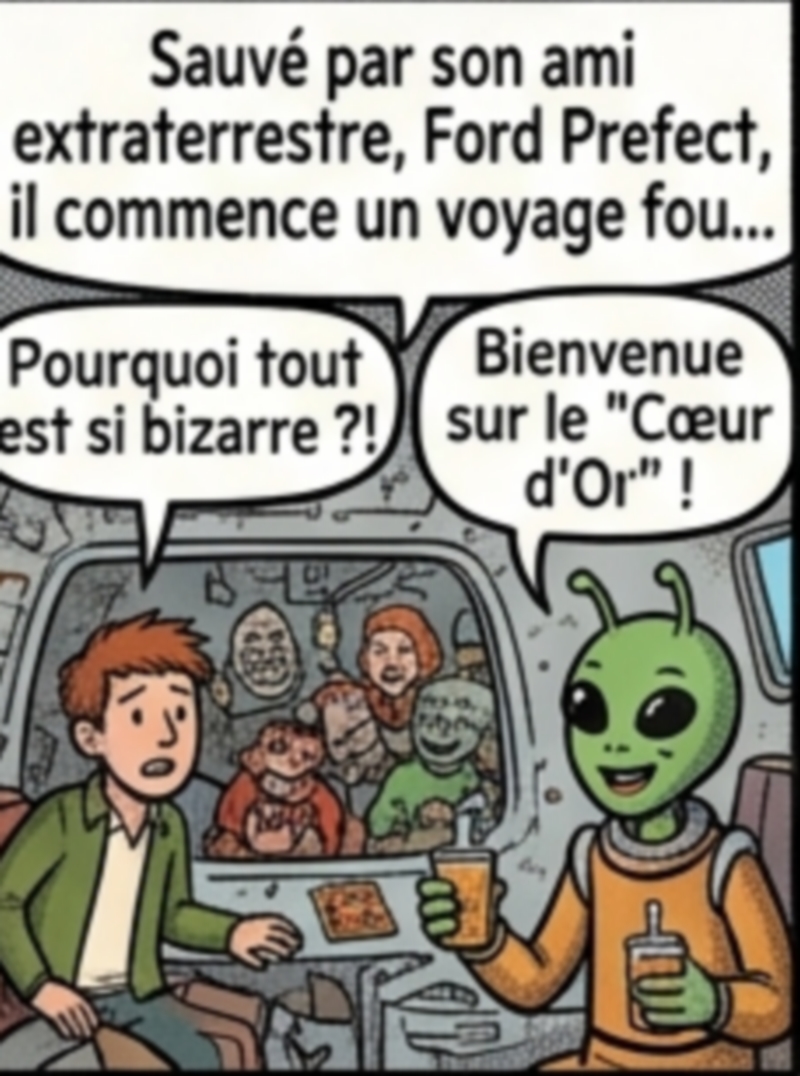 Sauvé par son ami
extraterrestre, Ford Prefect,
il commence un voyage fou...
Pourquoi tout
est si bizarre ?!
Bienvenue
sur le "Cœur
d'Or" !